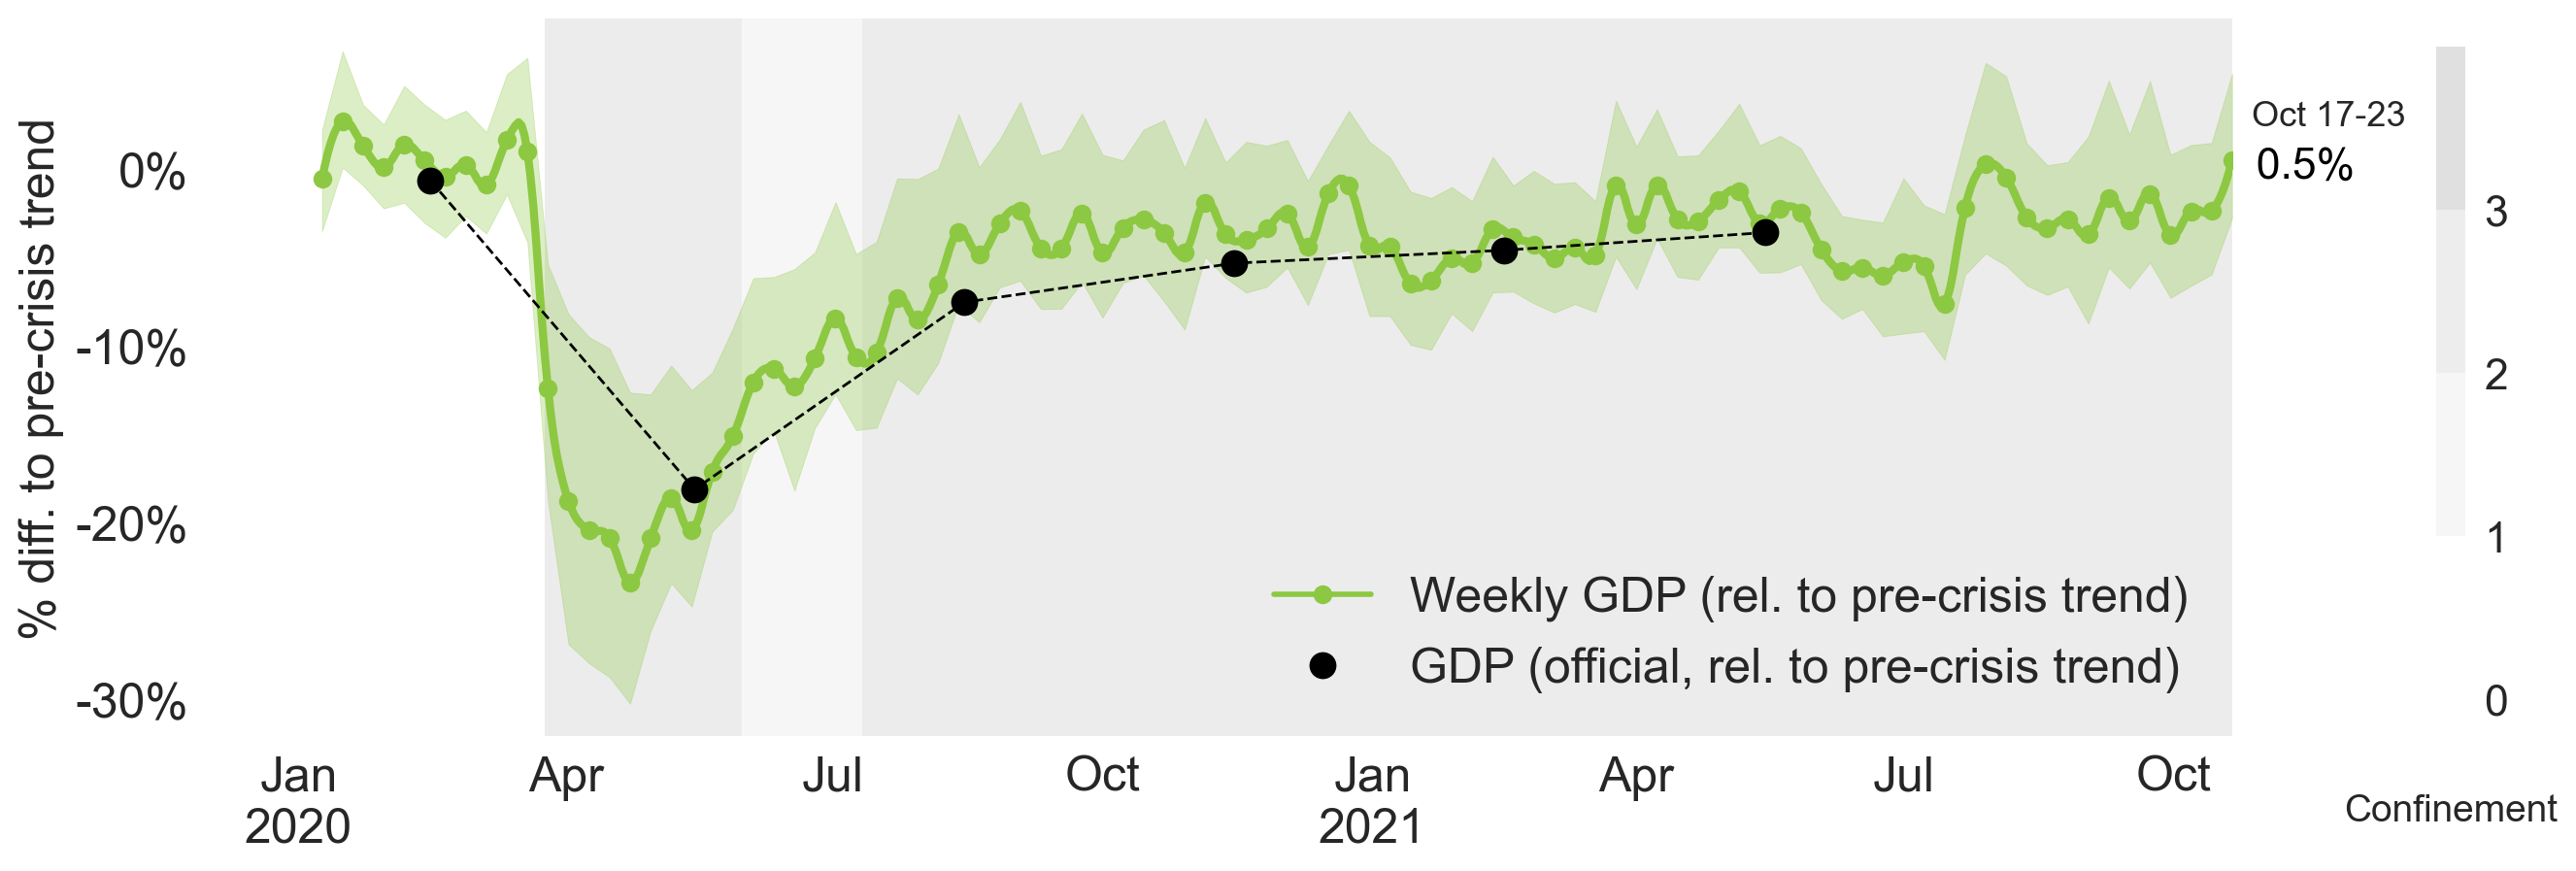 % diff. to pre-crisis trend
0%
-10%
-20%
-30%
Jan
2020
Apr
Jul
Oct
Jan
2021
Apr
Jul
Oct
Weekly GDP (rel. to pre-crisis trend)
GDP (official, rel. to pre-crisis trend)
Oct 17-23
0.5%
3
2
1
0
Confinement